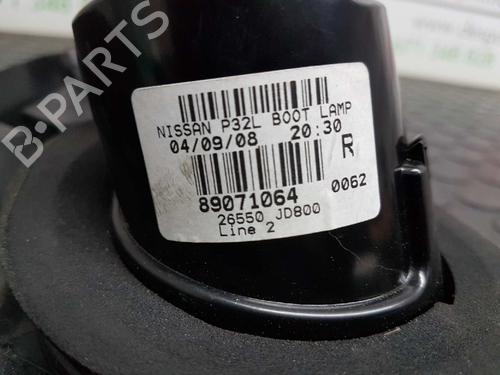 B-PARTS
NISSAN P32L BOOT LAMP
04/09/08 20:30
R
89071064 0062
26550 JD800
Line 2